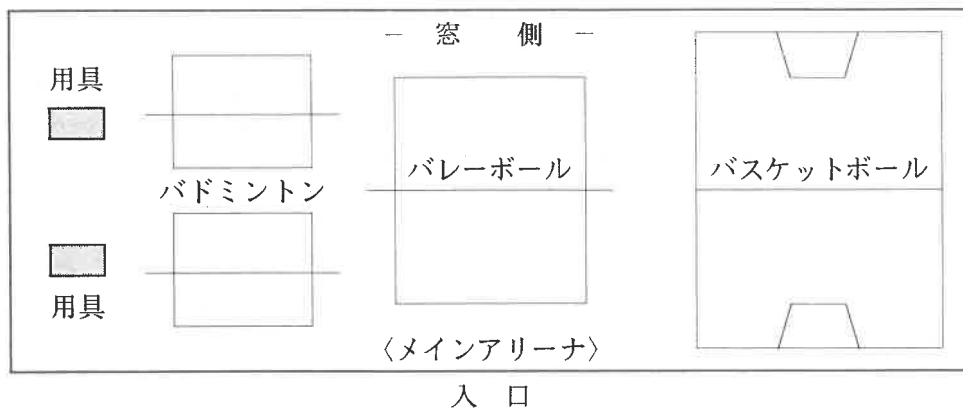 ― 窓 側 ―
用具
バドミントン
バレーボール
バスケットボール
用具
〈メインアリーナ〉
入 口